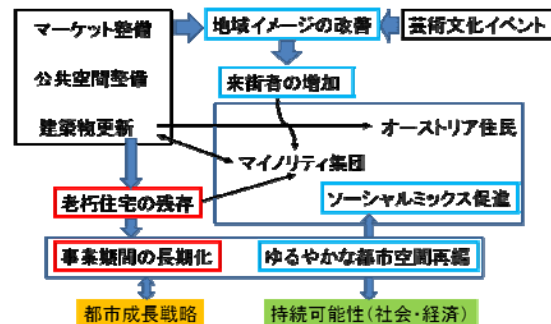 マーケット整備
地域イメージの改善
芸術文化イベント
公共空間整備
来街者の増加
建築物更新
オーストリア住民
マイノリティ集団
老朽住宅の残存
ソーシャルミックス促進
事業期間の長期化
ゆるやかな都市空間再編
都市成長戦略
持続可能性(社会・経済)